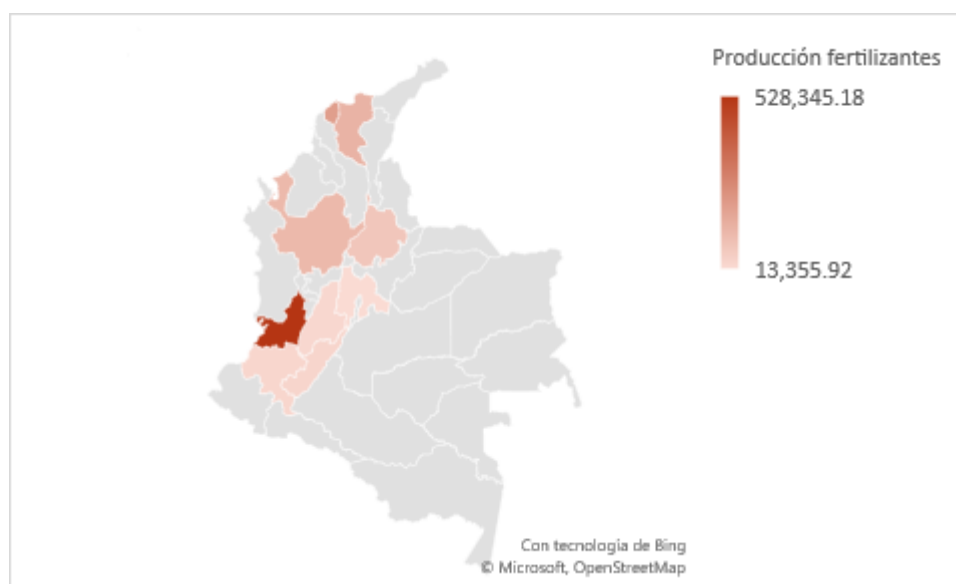 Producción fertilizantes
528,345.18
13,355.92
Con tecnología de Bing
© Microsoft, OpenStreetMap